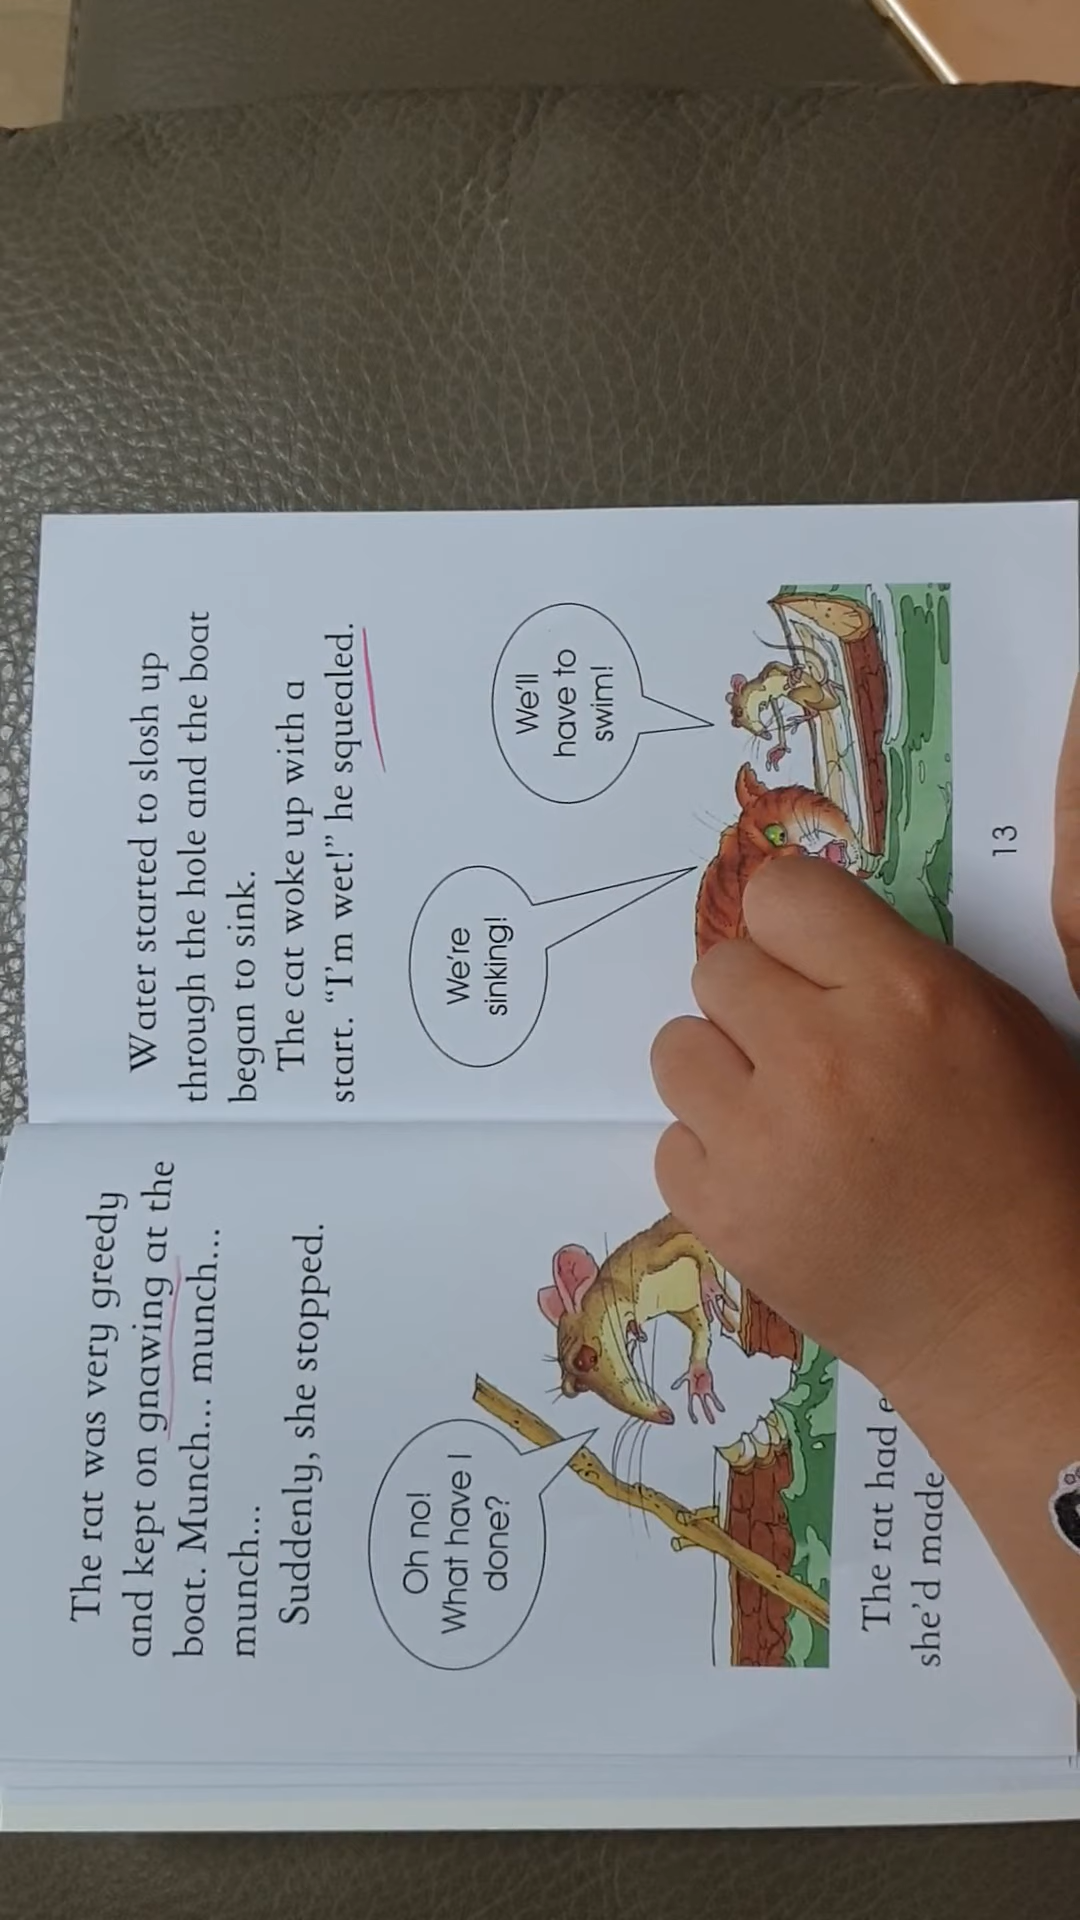 The rat was very greedy
and kept on gnawing at the
boat. Munch... munch...
munch...
Suddenly, she stopped.
Oh no!
What have I
done?
The rat had
she'd made
Water started to slosh up
through the hole and the boat
began to sink.
The cat woke up with a
start. "I'm wet!" he squealed.
We're
sinking!
We'll
have to
swim!
13